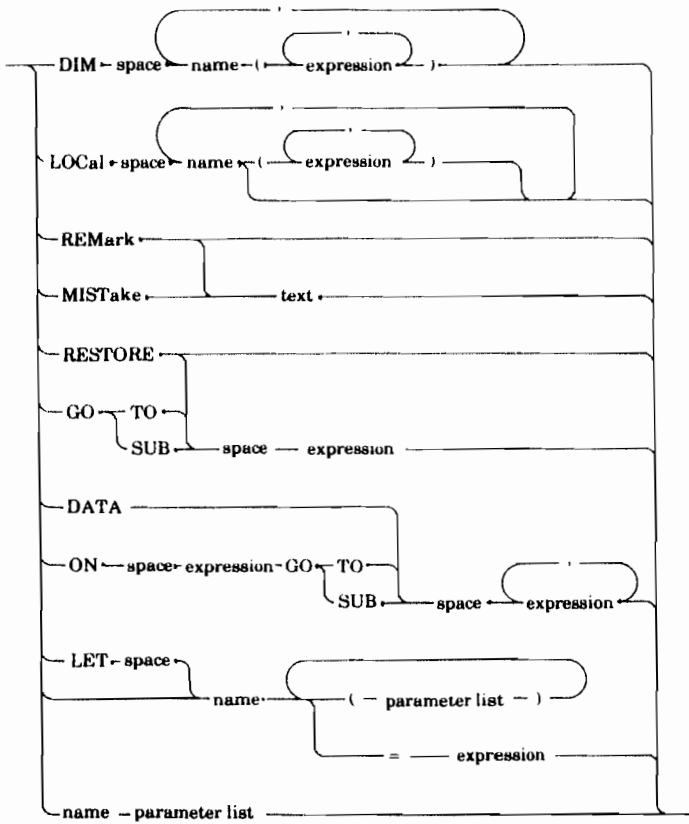 ,
,
DIM space name ( expression )
,
,
LOCal space name ( expression )
REMark
MISTake text
RESTORE
GO TO
SUB space expression
DATA
,
ON space expression GO TO
SUB space expression
LET space
name ( parameter list )
= expression
name parameter list